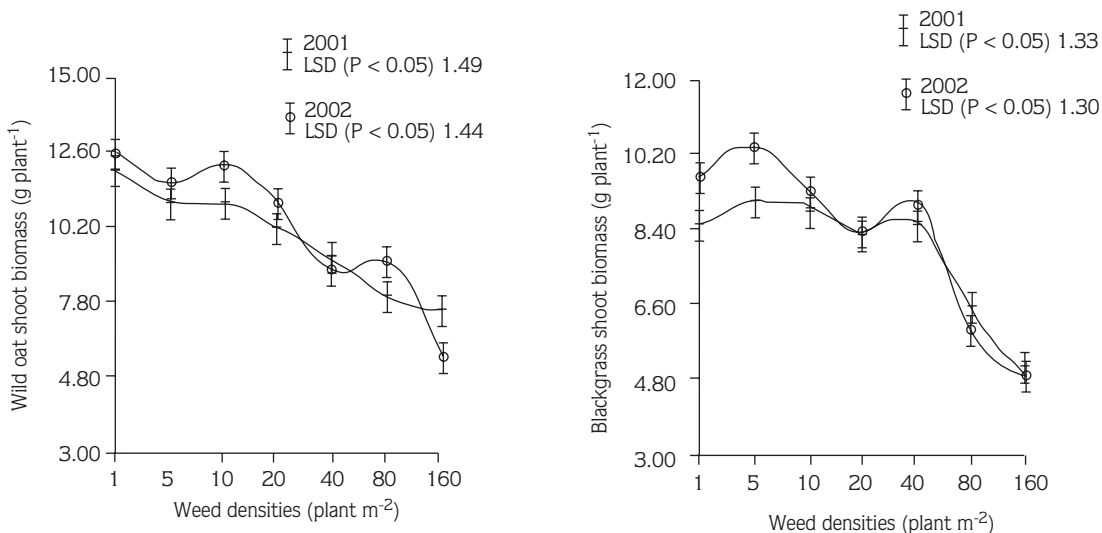 2001
LSD (P < 0.05) 1.49
2002
LSD (P < 0.05) 1.44
15.00
12.60
10.20
7.80
4.80
3.00
Wild oat shoot biomass (g plant⁻¹)
1 5 10 20 40 80 160
Weed densities (plant m⁻²)
2001
LSD (P < 0.05) 1.33
2002
LSD (P < 0.05) 1.30
12.00
10.20
8.40
6.60
4.80
3.00
Blackgrass shoot biomass (g plant⁻¹)
1 5 10 20 40 80 160
Weed densities (plant m⁻²)